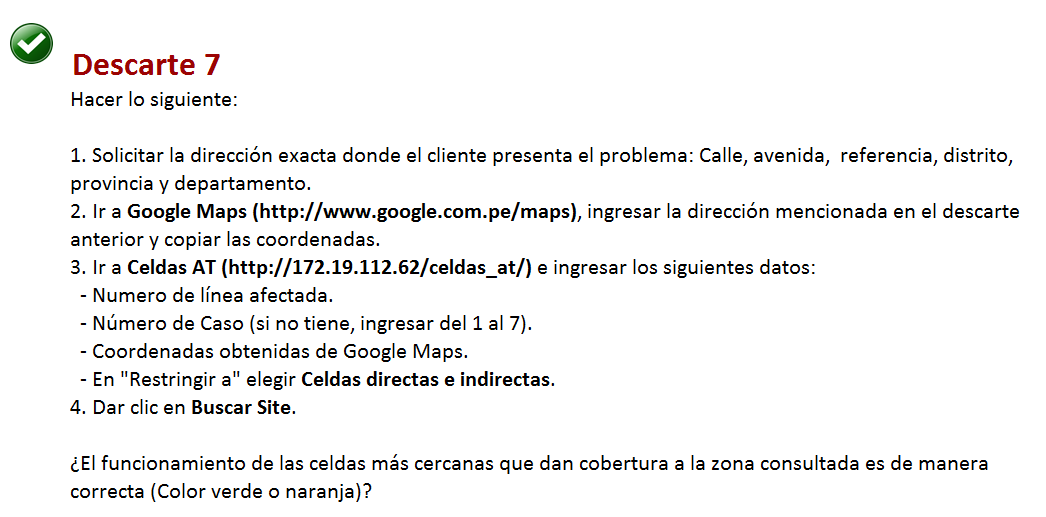 Descarte 7
Hacer lo siguiente:
1. Solicitar la dirección exacta donde el cliente presenta el problema: Calle, avenida,  referencia, distrito,
provincia y departamento.
2. Ir a Google Maps (http://www.google.com.pe/maps), ingresar la dirección mencionada en el descarte
anterior y copiar las coordenadas.
3. Ir a Celdas AT (http://172.19.112.62/celdas_at/) e ingresar los siguientes datos:
- Numero de línea afectada.
- Número de Caso (si no tiene, ingresar del 1 al 7).
- Coordenadas obtenidas de Google Maps.
- En "Restringir a" elegir Celdas directas e indirectas.
4. Dar clic en Buscar Site.
¿El funcionamiento de las celdas más cercanas que dan cobertura a la zona consultada es de manera
correcta (Color verde o naranja)?